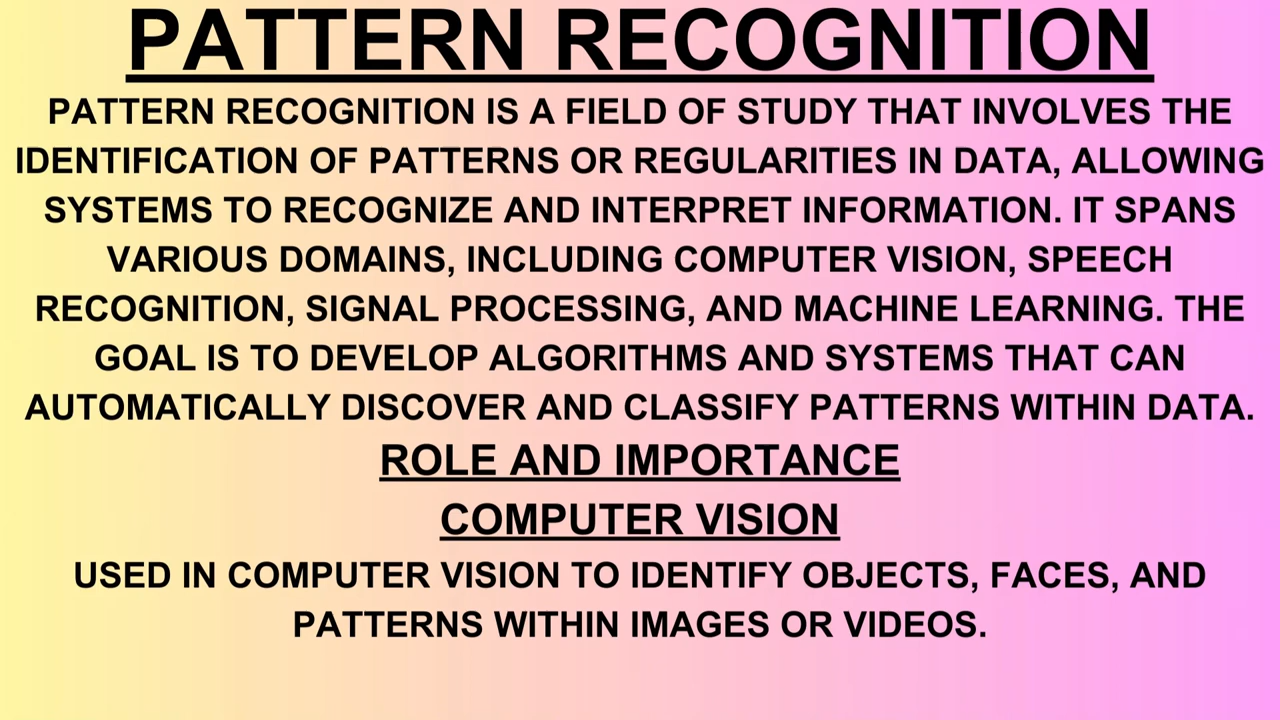 PATTERN RECOGNITION
PATTERN RECOGNITION IS A FIELD OF STUDY THAT INVOLVES THE
IDENTIFICATION OF PATTERNS OR REGULARITIES IN DATA, ALLOWING
SYSTEMS TO RECOGNIZE AND INTERPRET INFORMATION. IT SPANS
VARIOUS DOMAINS, INCLUDING COMPUTER VISION, SPEECH
RECOGNITION, SIGNAL PROCESSING, AND MACHINE LEARNING. THE
GOAL IS TO DEVELOP ALGORITHMS AND SYSTEMS THAT CAN
AUTOMATICALLY DISCOVER AND CLASSIFY PATTERNS WITHIN DATA.
ROLE AND IMPORTANCE
COMPUTER VISION
USED IN COMPUTER VISION TO IDENTIFY OBJECTS, FACES, AND
PATTERNS WITHIN IMAGES OR VIDEOS.